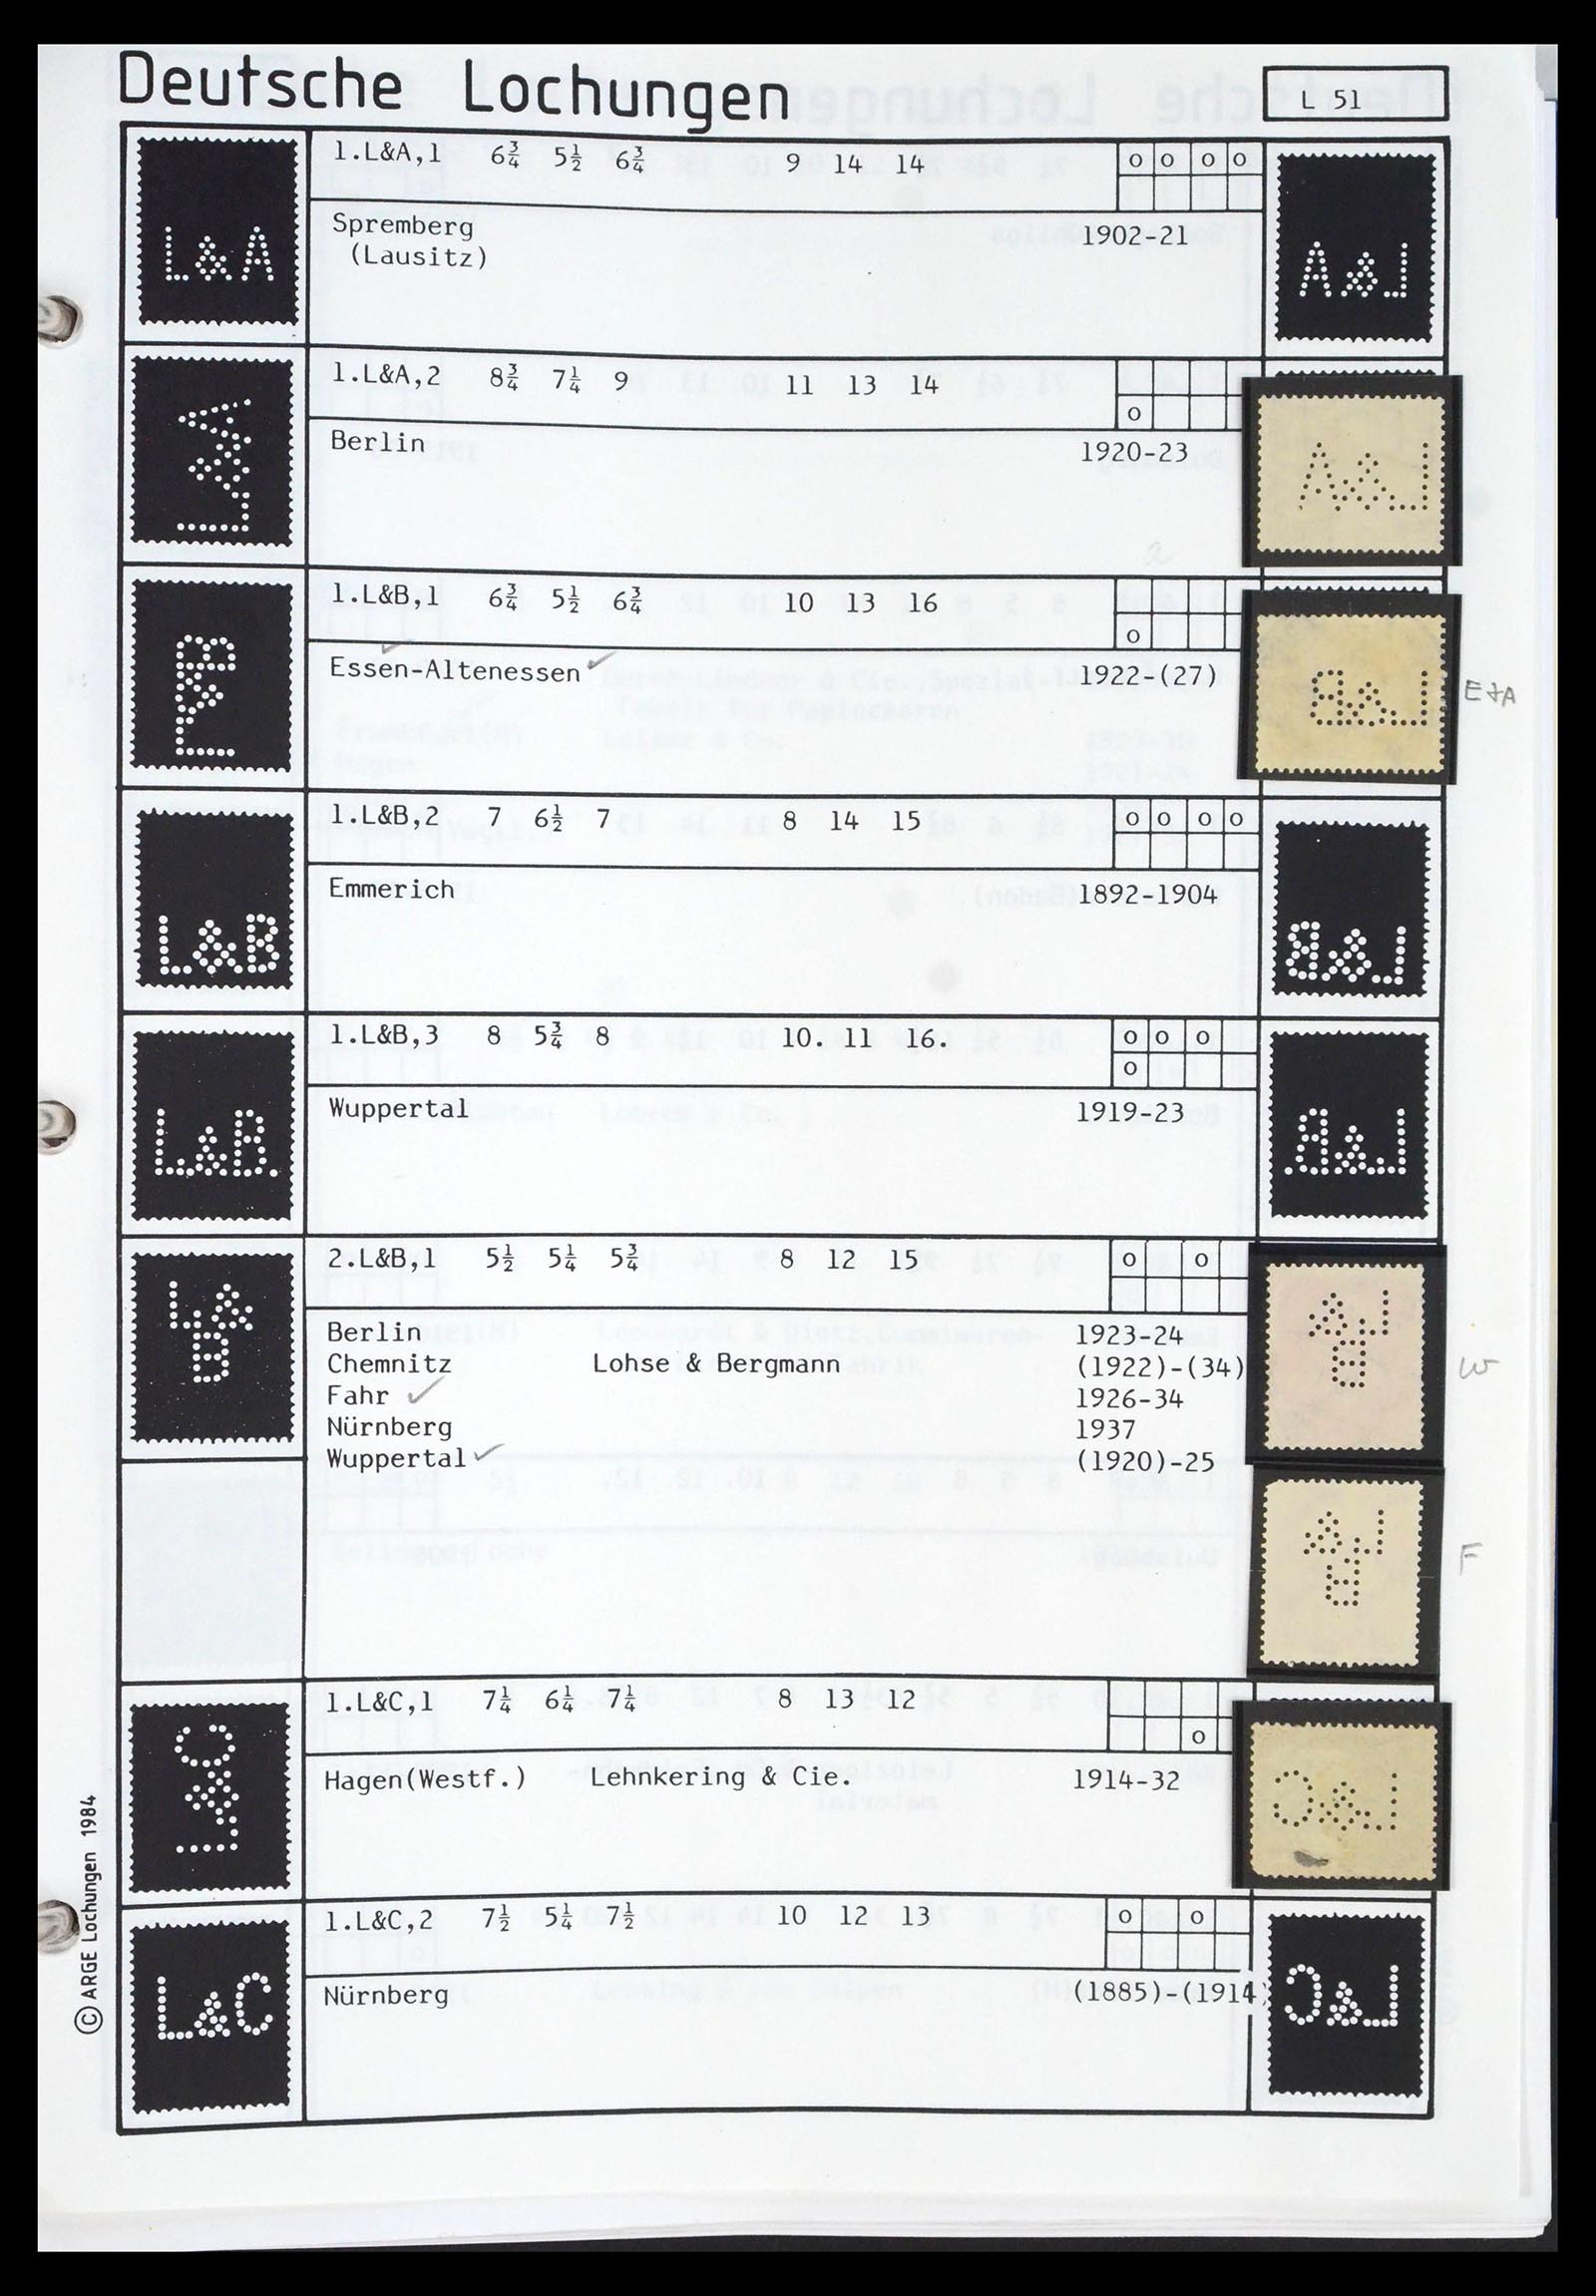 Deutsche Lochungen
L 51
L&A
1.L&A,1 6¾ 5½ 6¾ 9 14 14
o o o o
Spremberg 1902-21
(Lausitz)
L&A
L&A
1.L&A,2 8¾ 7¼ 9 11 13 14
o
Berlin 1920-23
L&A
L&B
1.L&B,1 6¾ 5½ 6¾ 10 13 16
o
Essen-Altenessen ✓ 1922-(27)
L&B
E+A
L&B
1.L&B,2 7 6½ 7 8 14 15
o o o o
Emmerich 1892-1904
L&B
L&B.
1.L&B,3 8 5¾ 8 10. 11 16.
o o o
o
Wuppertal 1919-23
L&B.
L&
B
2.L&B,1 5½ 5¼ 5¾ 8 12 15
o o
Berlin 1923-24
Chemnitz Lohse & Bergmann (1922)-(34)
Fahr ✓ 1926-34
Nürnberg 1937
Wuppertal ✓ (1920)-25
L&
B
W
L&
B
F
L&C
1.L&C,1 7¼ 6¼ 7¼ 8 13 12
o
Hagen(Westf.) Lehnkering & Cie. 1914-32
L&C
L&C
1.L&C,2 7½ 5¼ 7½ 10 12 13
o o
Nürnberg (1885)-(1914)
L&C
© ARGE Lochungen 1984